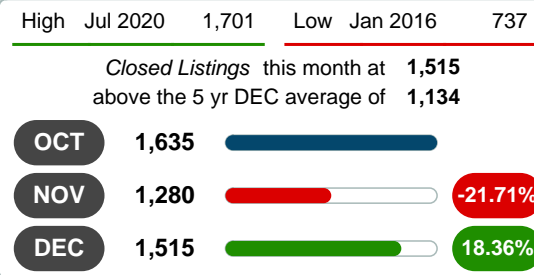 High Jul 2020 1,701 Low Jan 2016 737
Closed Listings this month at 1,515
above the 5 yr DEC average of 1,134
OCT 1,635
NOV 1,280 -21.71%
DEC 1,515 18.36%